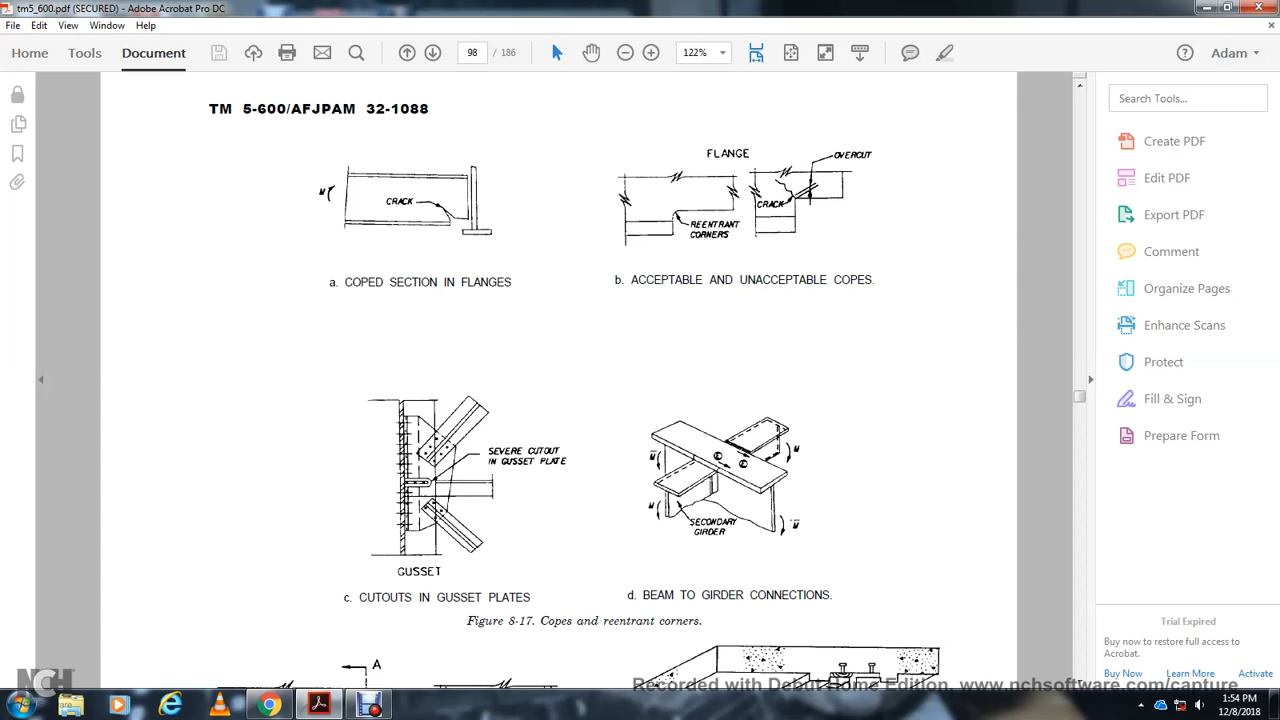 tm5_600.pdf (SECURED) - Adobe Acrobat Pro DC
File Edit View Window Help
Home Tools Document 98 / 186 122% Adam
TM 5-600/AFJPAM 32-1088
Search Tools...
Create PDF
Edit PDF
Export PDF
Comment
Organize Pages
Enhance Scans
Protect
Fill & Sign
Prepare Form
M
CRACK
a. COPED SECTION IN FLANGES
FLANGE
OVERCUT
CRACK
REENTRANT
CORNERS
b. ACCEPTABLE AND UNACCEPTABLE COPES.
SEVERE CUTOUT
IN GUSSET PLATE
GUSSET
c. CUTOUTS IN GUSSET PLATES
M
M
M
M
SECONDARY
GIRDER
d. BEAM TO GIRDER CONNECTIONS.
Figure 8-17. Copes and reentrant corners.
A
Trial Expired
Buy now to restore full access to
Acrobat.
Buy Now Learn More Activate
NCH
Recorded with Debut Home Edition. www.nchsoftware.com/capture
1:54 PM
12/8/2018